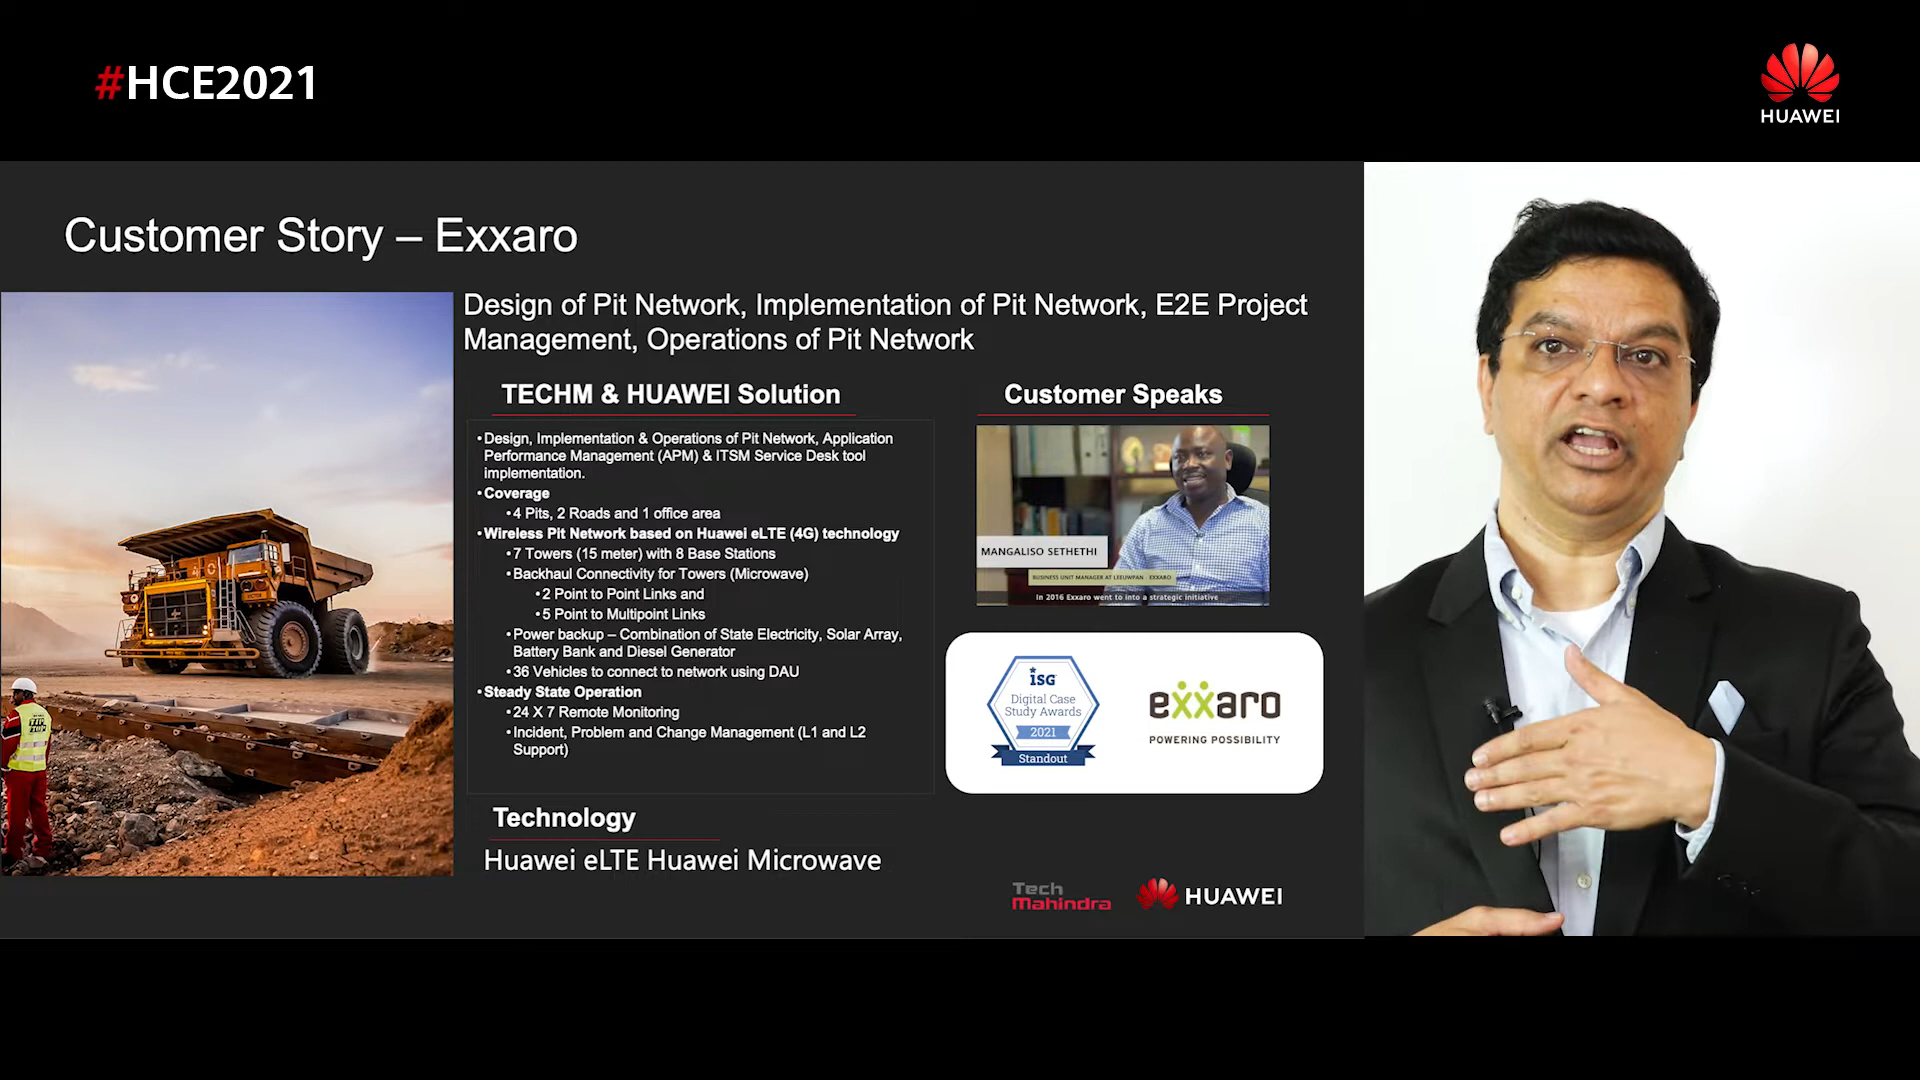 #HCE2021
HUAWEI
Customer Story – Exxaro
Design of Pit Network, Implementation of Pit Network, E2E Project
Management, Operations of Pit Network
TECHM & HUAWEI Solution
•Design, Implementation & Operations of Pit Network, Application
Performance Management (APM) & ITSM Service Desk tool
implementation.
•Coverage
•4 Pits, 2 Roads and 1 office area
•Wireless Pit Network based on Huawei eLTE (4G) technology
•7 Towers (15 meter) with 8 Base Stations
•Backhaul Connectivity for Towers (Microwave)
•2 Point to Point Links and
•5 Point to Multipoint Links
•Power backup – Combination of State Electricity, Solar Array,
Battery Bank and Diesel Generator
•36 Vehicles to connect to network using DAU
•Steady State Operation
•24 X 7 Remote Monitoring
•Incident, Problem and Change Management (L1 and L2
Support)
Technology
Huawei eLTE Huawei Microwave
Customer Speaks
MANGALISO SETHETHI
BUSINESS UNIT MANAGER AT LEEUWPAN - EXXARO
In 2016 Exxaro went to into a strategic initiative
ISG
Digital Case
Study Awards
2021
Standout
exxaro
POWERING POSSIBILITY
Tech
Mahindra
HUAWEI